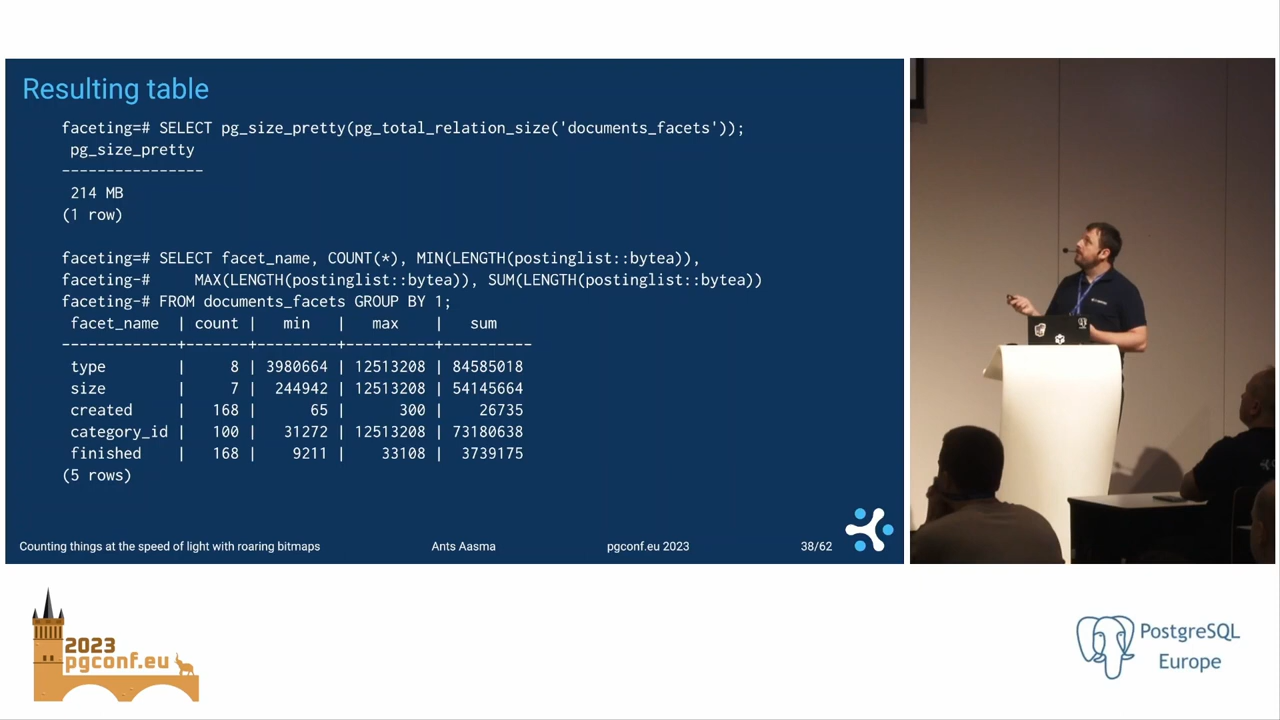 Resulting table
faceting=# SELECT pg_size_pretty(pg_total_relation_size('documents_facets'));
pg_size_pretty
----------------
214 MB
(1 row)
faceting=# SELECT facet_name, COUNT(*), MIN(LENGTH(postinglist::bytea)),
faceting-#     MAX(LENGTH(postinglist::bytea)), SUM(LENGTH(postinglist::bytea))
faceting-# FROM documents_facets GROUP BY 1;
facet_name | count | min | max | sum
-------------+-------+---------+----------+----------
type | 8 | 3980664 | 12513208 | 84585018
size | 7 | 244942 | 12513208 | 54145664
created | 168 | 65 | 300 | 26735
category_id | 100 | 31272 | 12513208 | 73180638
finished | 168 | 9211 | 33108 | 3739175
(5 rows)
Counting things at the speed of light with roaring bitmaps Ants Aasma pgconf.eu 2023 38/62
2023
pgconf.eu
PostgreSQL
Europe